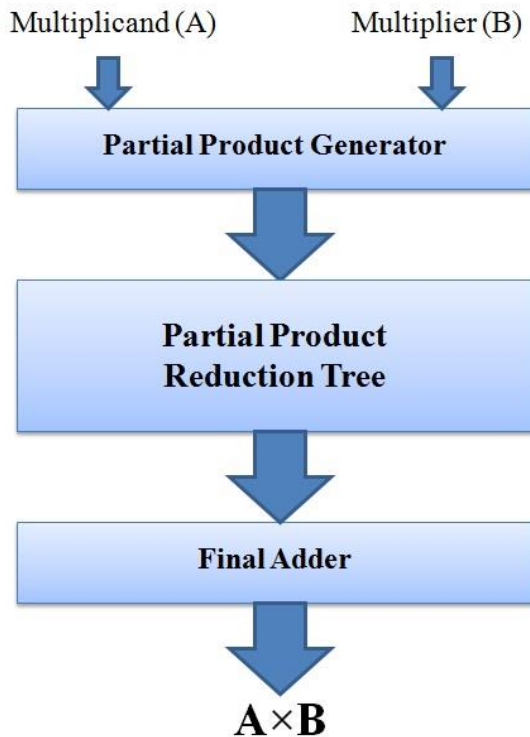 Multiplicand (A) Multiplier (B)
Partial Product Generator
Partial Product
Reduction Tree
Final Adder
A×B